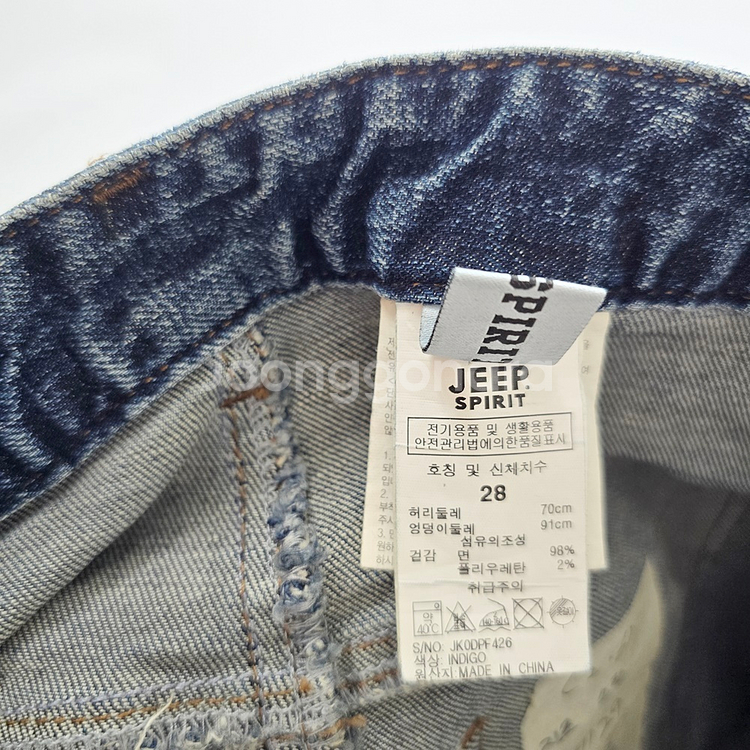 SPIRIT
JEEP
SPIRIT
전기용품 및 생활용품
안전관리법에의한품질표시
호칭 및 신체치수
28
허리둘레 70cm
엉덩이둘레 91cm
섬유의조성
겉감 면 98%
폴리우레탄 2%
취급주의
약
40℃
S/NO: JK0DPF426
색상: INDIGO
원산지 MADE IN CHINA